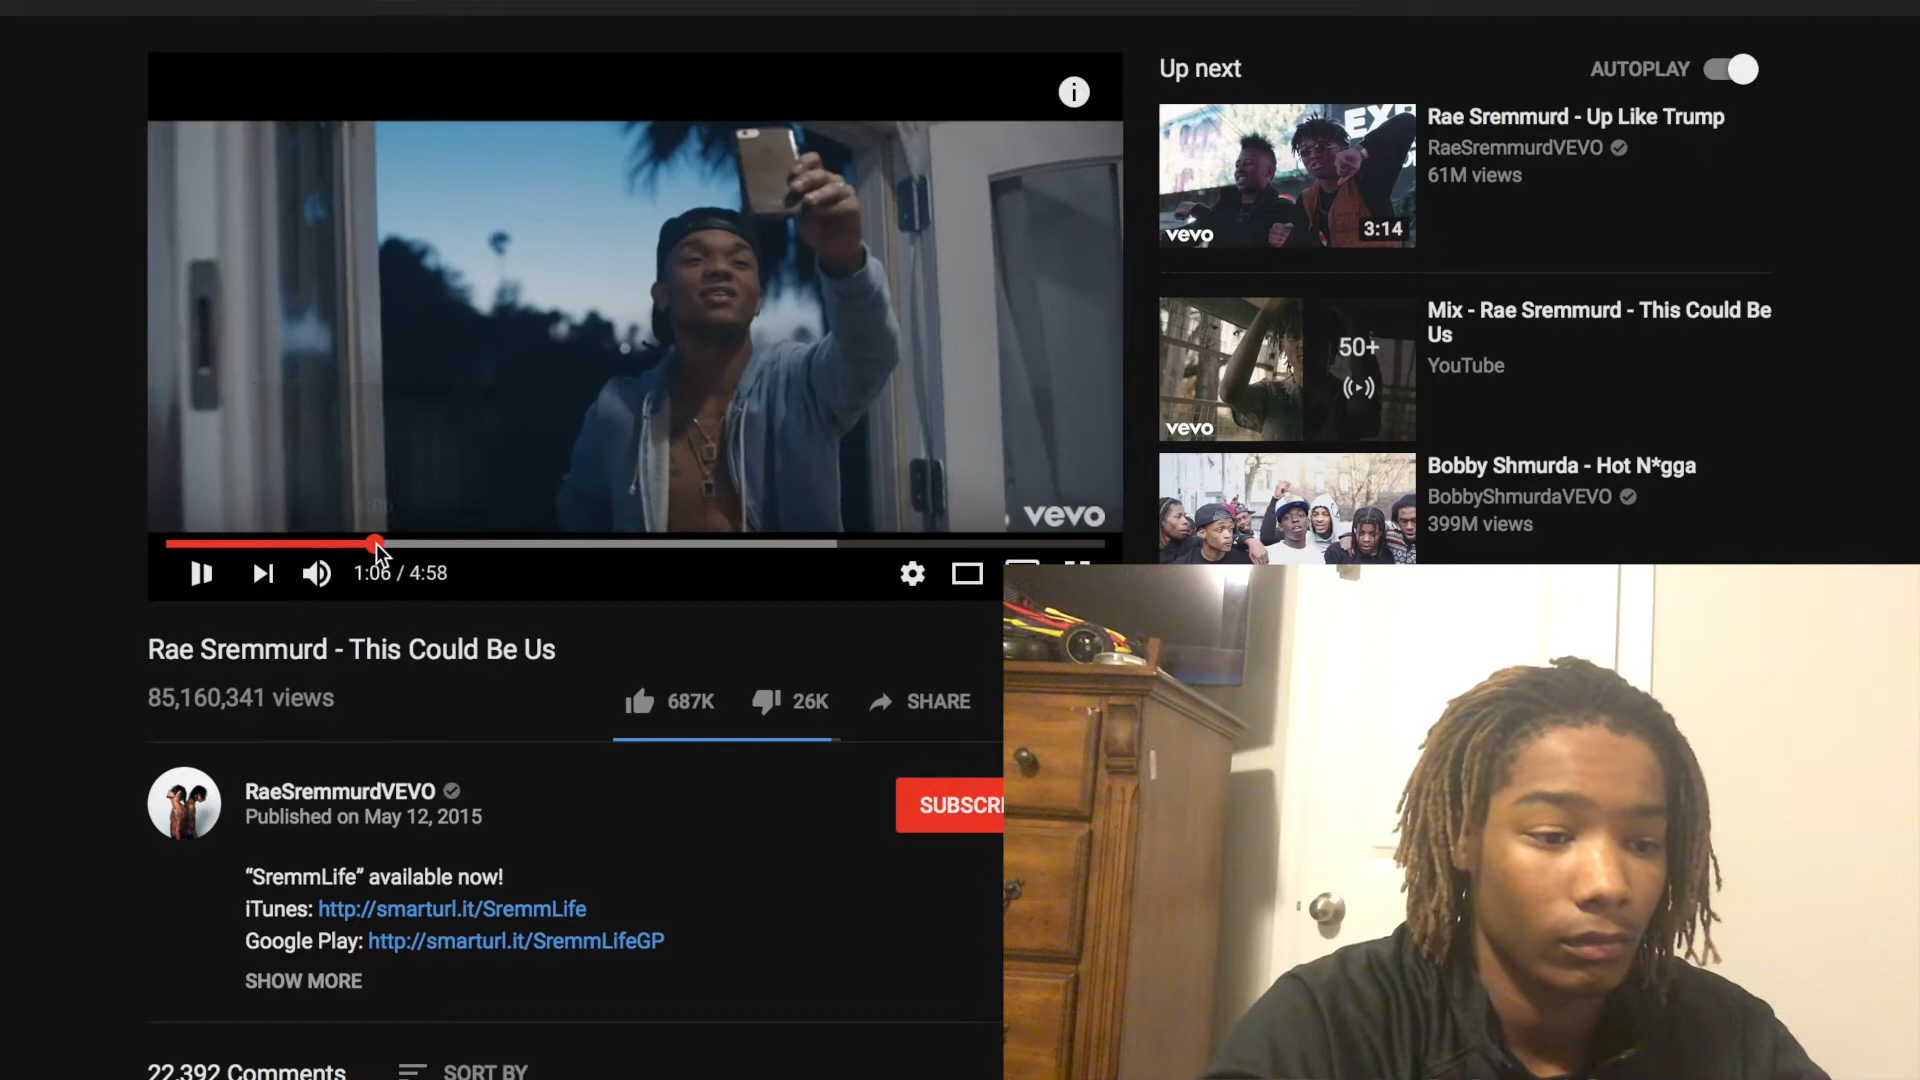 vevo
1:06 / 4:58
Rae Sremmurd - This Could Be Us
85,160,341 views
687K
26K
SHARE
RaeSremmurdVEVO
Published on May 12, 2015
SUBSCRI
“SremmLife” available now!
iTunes: http://smarturl.it/SremmLife
Google Play: http://smarturl.it/SremmLifeGP
SHOW MORE
22,392 Comments
SORT BY
Up next
AUTOPLAY
EX
vevo
3:14
Rae Sremmurd - Up Like Trump
RaeSremmurdVEVO
61M views
50+
vevo
Mix - Rae Sremmurd - This Could Be
Us
YouTube
Bobby Shmurda - Hot N*gga
BobbyShmurdaVEVO
399M views